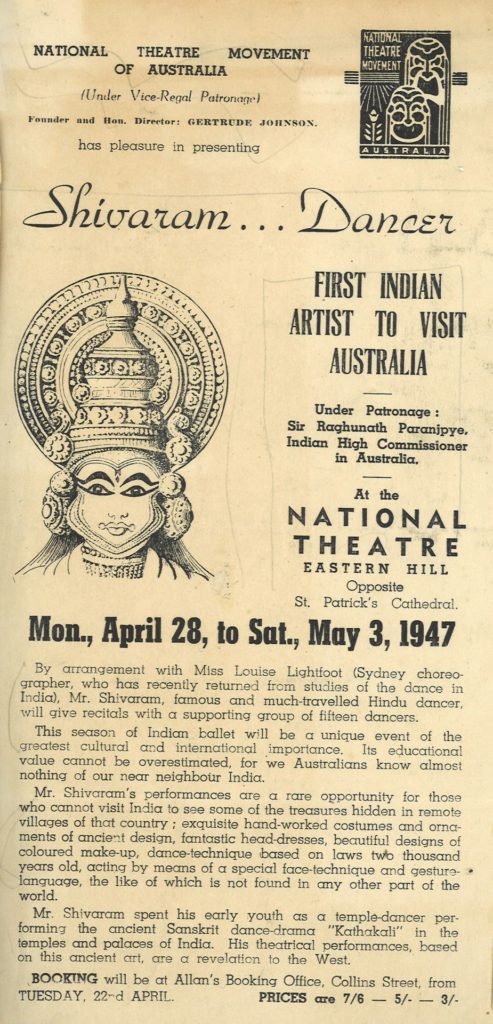 NATIONAL THEATRE MOVEMENT
OF AUSTRALIA
(Under Vice-Regal Patronage)
Founder and Hon. Director: GERTRUDE JOHNSON.
has pleasure in presenting
NATIONAL
THEATRE
MOVEMENT
AUSTRALIA
Shivaram... Dancer
FIRST INDIAN
ARTIST TO VISIT
AUSTRALIA
Under Patronage :
Sir Raghunath Paranjpye,
Indian High Commissioner
in Australia.
At the
NATIONAL
THEATRE
EASTERN HILL
Opposite
St. Patrick's Cathedral.
Mon., April 28, to Sat., May 3, 1947
By arrangement with Miss Louise Lightfoot (Sydney choreo-
grapher, who has recently returned from studies of the dance in
India), Mr. Shivaram, famous and much-travelled Hindu dancer,
will give recitals with a supporting group of fifteen dancers.
This season of Indian ballet will be a unique event of the
greatest cultural and international importance. Its educational
value cannot be overestimated, for we Australians know almost
nothing of our near neighbour India.
Mr. Shivaram's performances are a rare opportunity for those
who cannot visit India to see some of the treasures hidden in remote
villages of that country ; exquisite hand-worked costumes and orna-
ments of ancient design, fantastic head-dresses, beautiful designs of
coloured make-up, dance-technique based on laws two thousand
years old, acting by means of a special face-technique and gesture-
language, the like of which is not found in any other part of the
world.
Mr. Shivaram spent his early youth as a temple-dancer per-
forming the ancient Sanskrit dance-drama "Kathakali" in the
temples and palaces of India. His theatrical performances, based
on this ancient art, are a revelation to the West.
BOOKING will be at Allan's Booking Office, Collins Street, from
TUESDAY, 22nd APRIL. PRICES are 7/6 — 5/- — 3/-